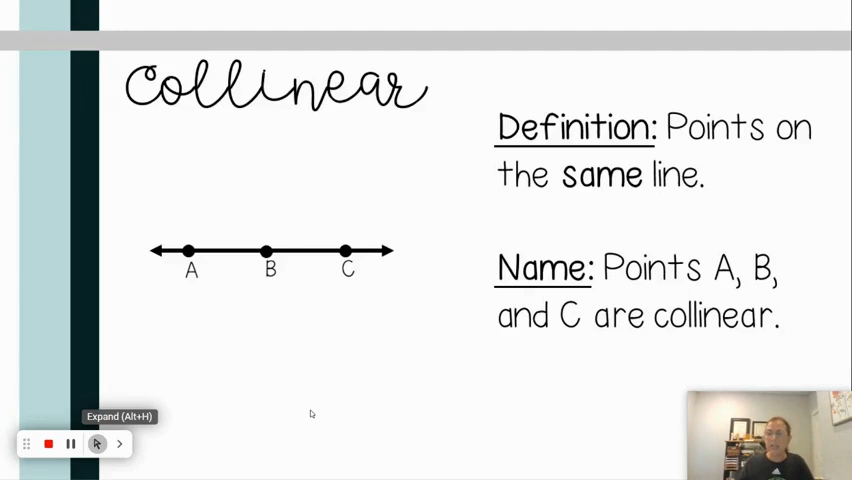 collinear
Definition: Points on
the same line.
A B C
Name: Points A, B,
and C are collinear.
Expand (Alt+H)